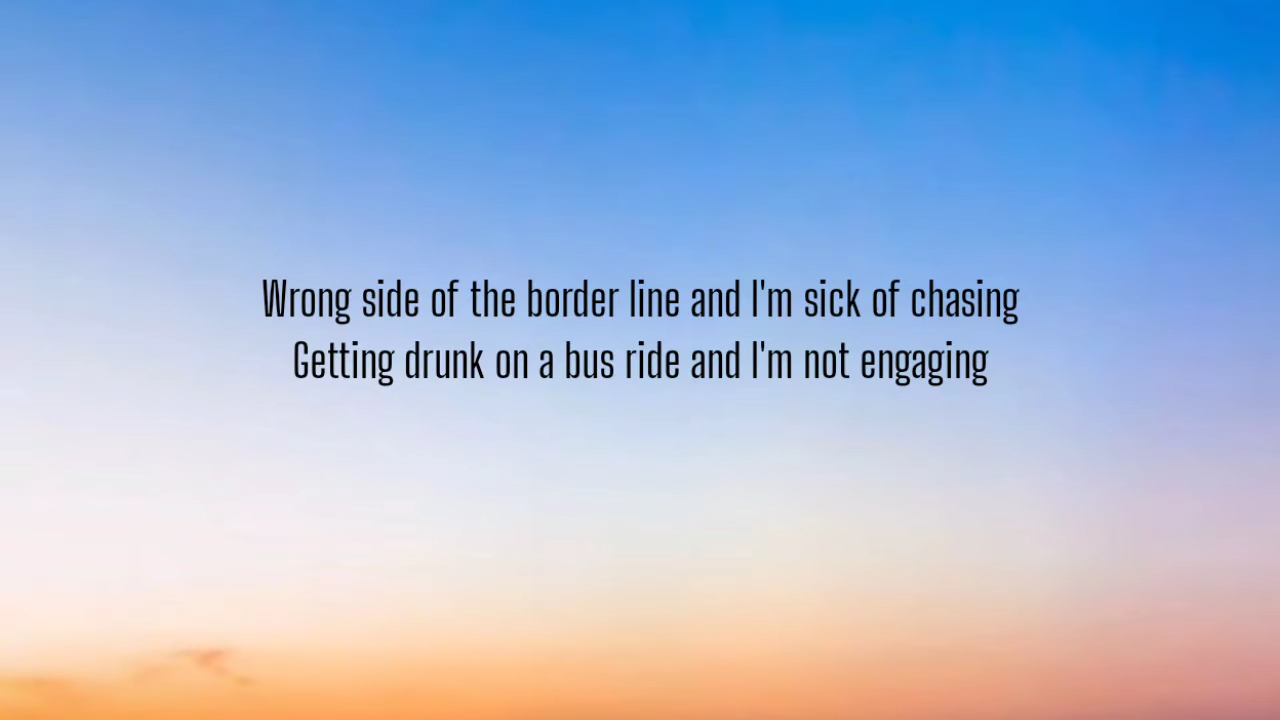 Wrong side of the border line and I'm sick of chasing
Getting drunk on a bus ride and I'm not engaging